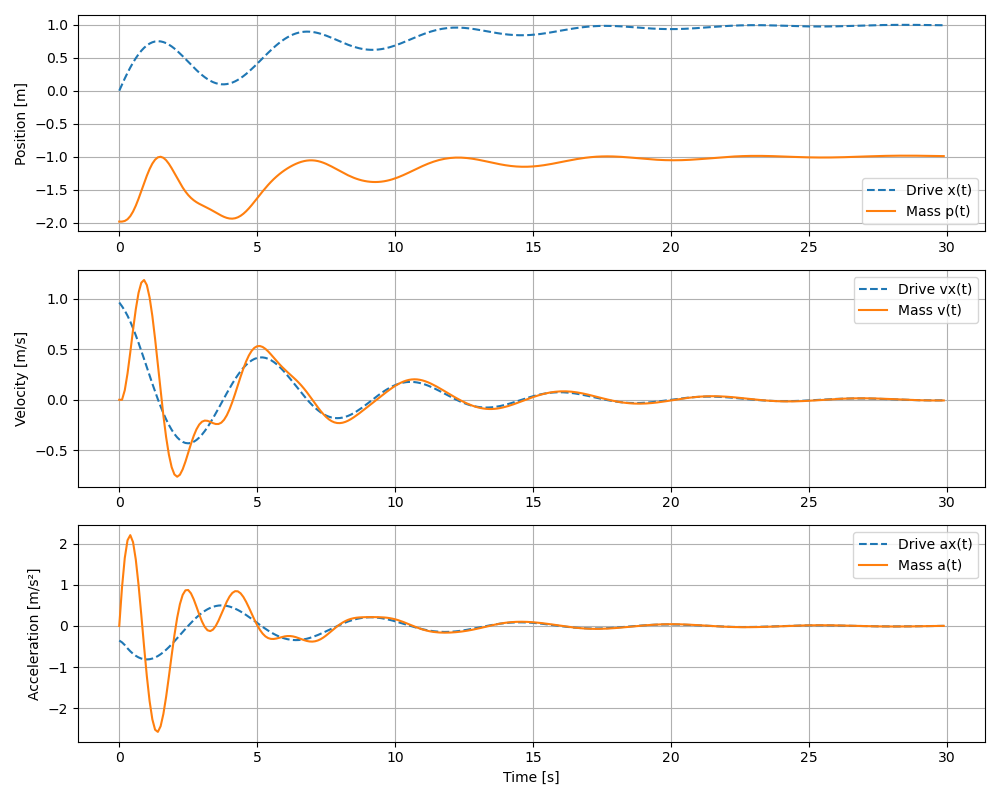 Position [m]
1.0
0.5
0.0
−0.5
−1.0
−1.5
−2.0
Drive x(t)
Mass p(t)
0 5 10 15 20 25 30
Velocity [m/s]
1.0
0.5
0.0
−0.5
Drive vx(t)
Mass v(t)
0 5 10 15 20 25 30
Acceleration [m/s²]
2
1
0
−1
−2
Drive ax(t)
Mass a(t)
0 5 10 15 20 25 30
Time [s]